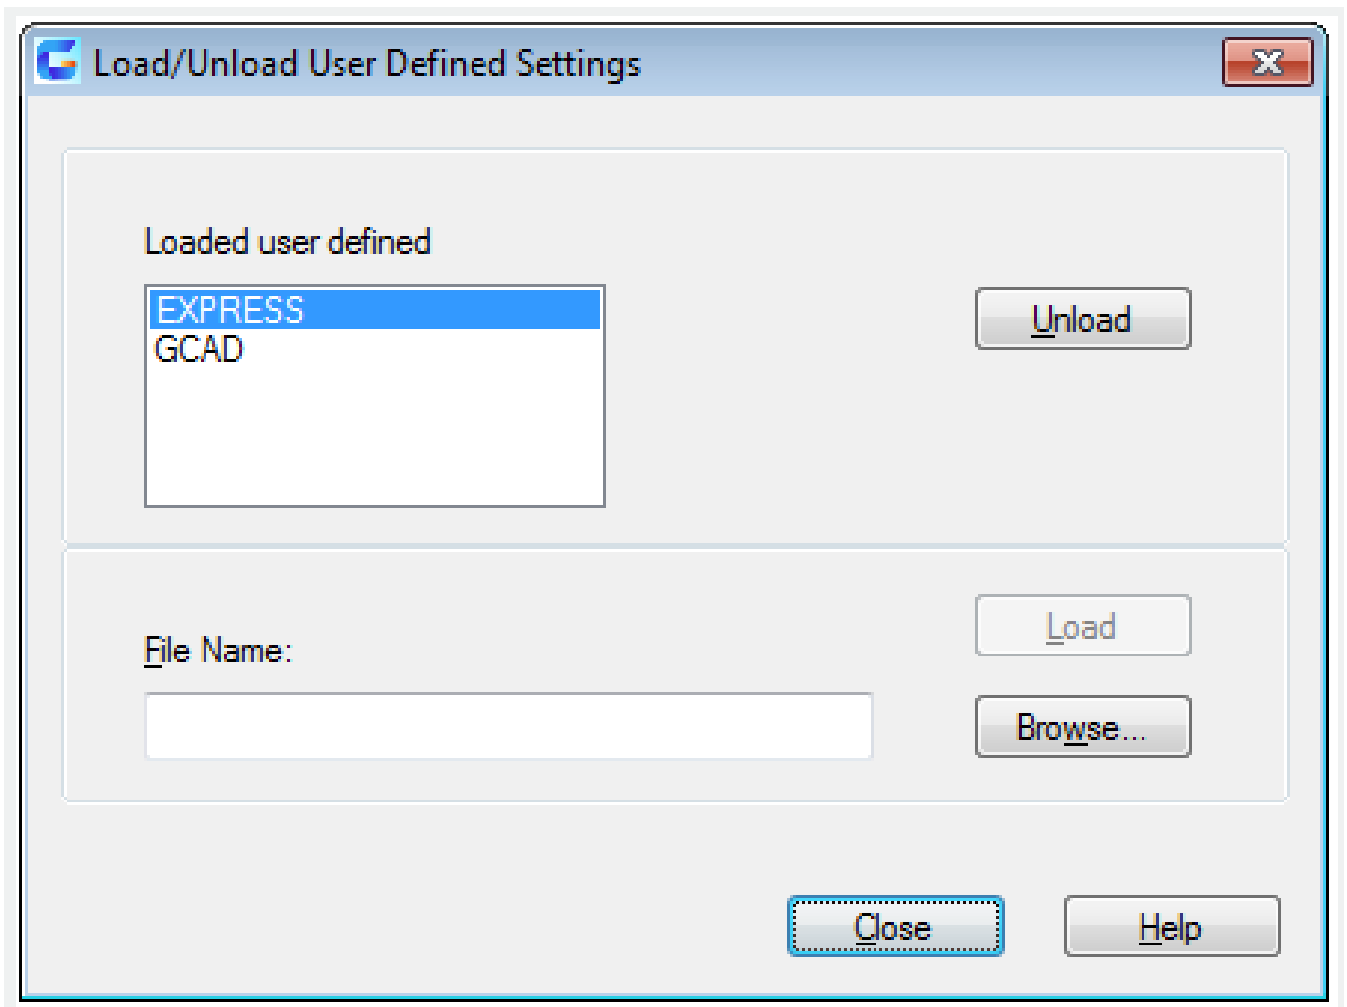 Load/Unload User Defined Settings
Loaded user defined
EXPRESS
GCAD
Unload
Load
File Name:
Browse...
Close
Help